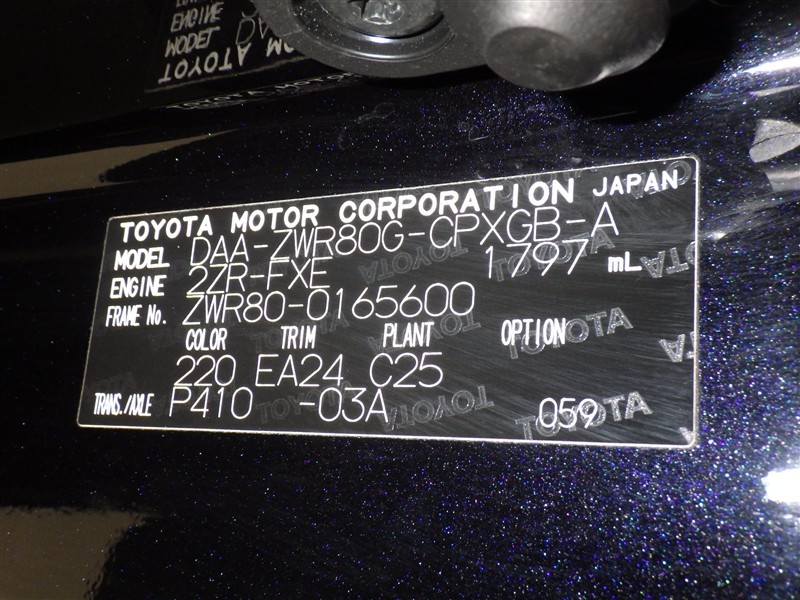 TOYOTA MOTOR CORPORATION JAPAN
MODEL DAA-ZWR80G-CPXGB-A
ENGINE 2ZR-FXE 1797 mL
FRAME No. ZWR80-0165600
COLOR TRIM PLANT OPTION
220 EA24 C25
TRANS./AXLE P410 -03A 059